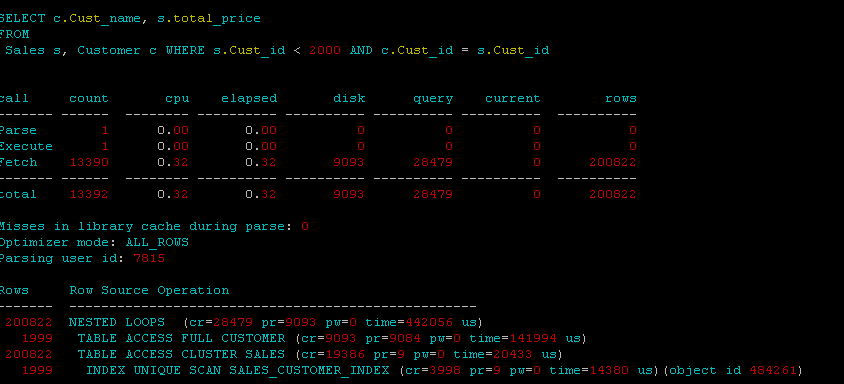 SELECT c.Cust_name, s.total_price
FROM
Sales s, Customer c WHERE s.Cust_id < 2000 AND c.Cust_id = s.Cust_id
call count cpu elapsed disk query current rows
------- ------ -------- ---------- ---------- ---------- ---------- ----------
Parse 1 0.00 0.00 0 0 0 0
Execute 1 0.00 0.00 0 0 0 0
Fetch 13390 0.32 0.32 9093 28479 0 200822
------- ------ -------- ---------- ---------- ---------- ---------- ----------
total 13392 0.32 0.32 9093 28479 0 200822
Misses in library cache during parse: 0
Optimizer mode: ALL_ROWS
Parsing user id: 7815
Rows Row Source Operation
------- ---------------------------------------------------
200822 NESTED LOOPS (cr=28479 pr=9093 pw=0 time=442056 us)
1999 TABLE ACCESS FULL CUSTOMER (cr=9093 pr=9084 pw=0 time=141994 us)
200822 TABLE ACCESS CLUSTER SALES (cr=19386 pr=9 pw=0 time=20433 us)
1999 INDEX UNIQUE SCAN SALES_CUSTOMER_INDEX (cr=3998 pr=9 pw=0 time=14380 us)(object id 484261)